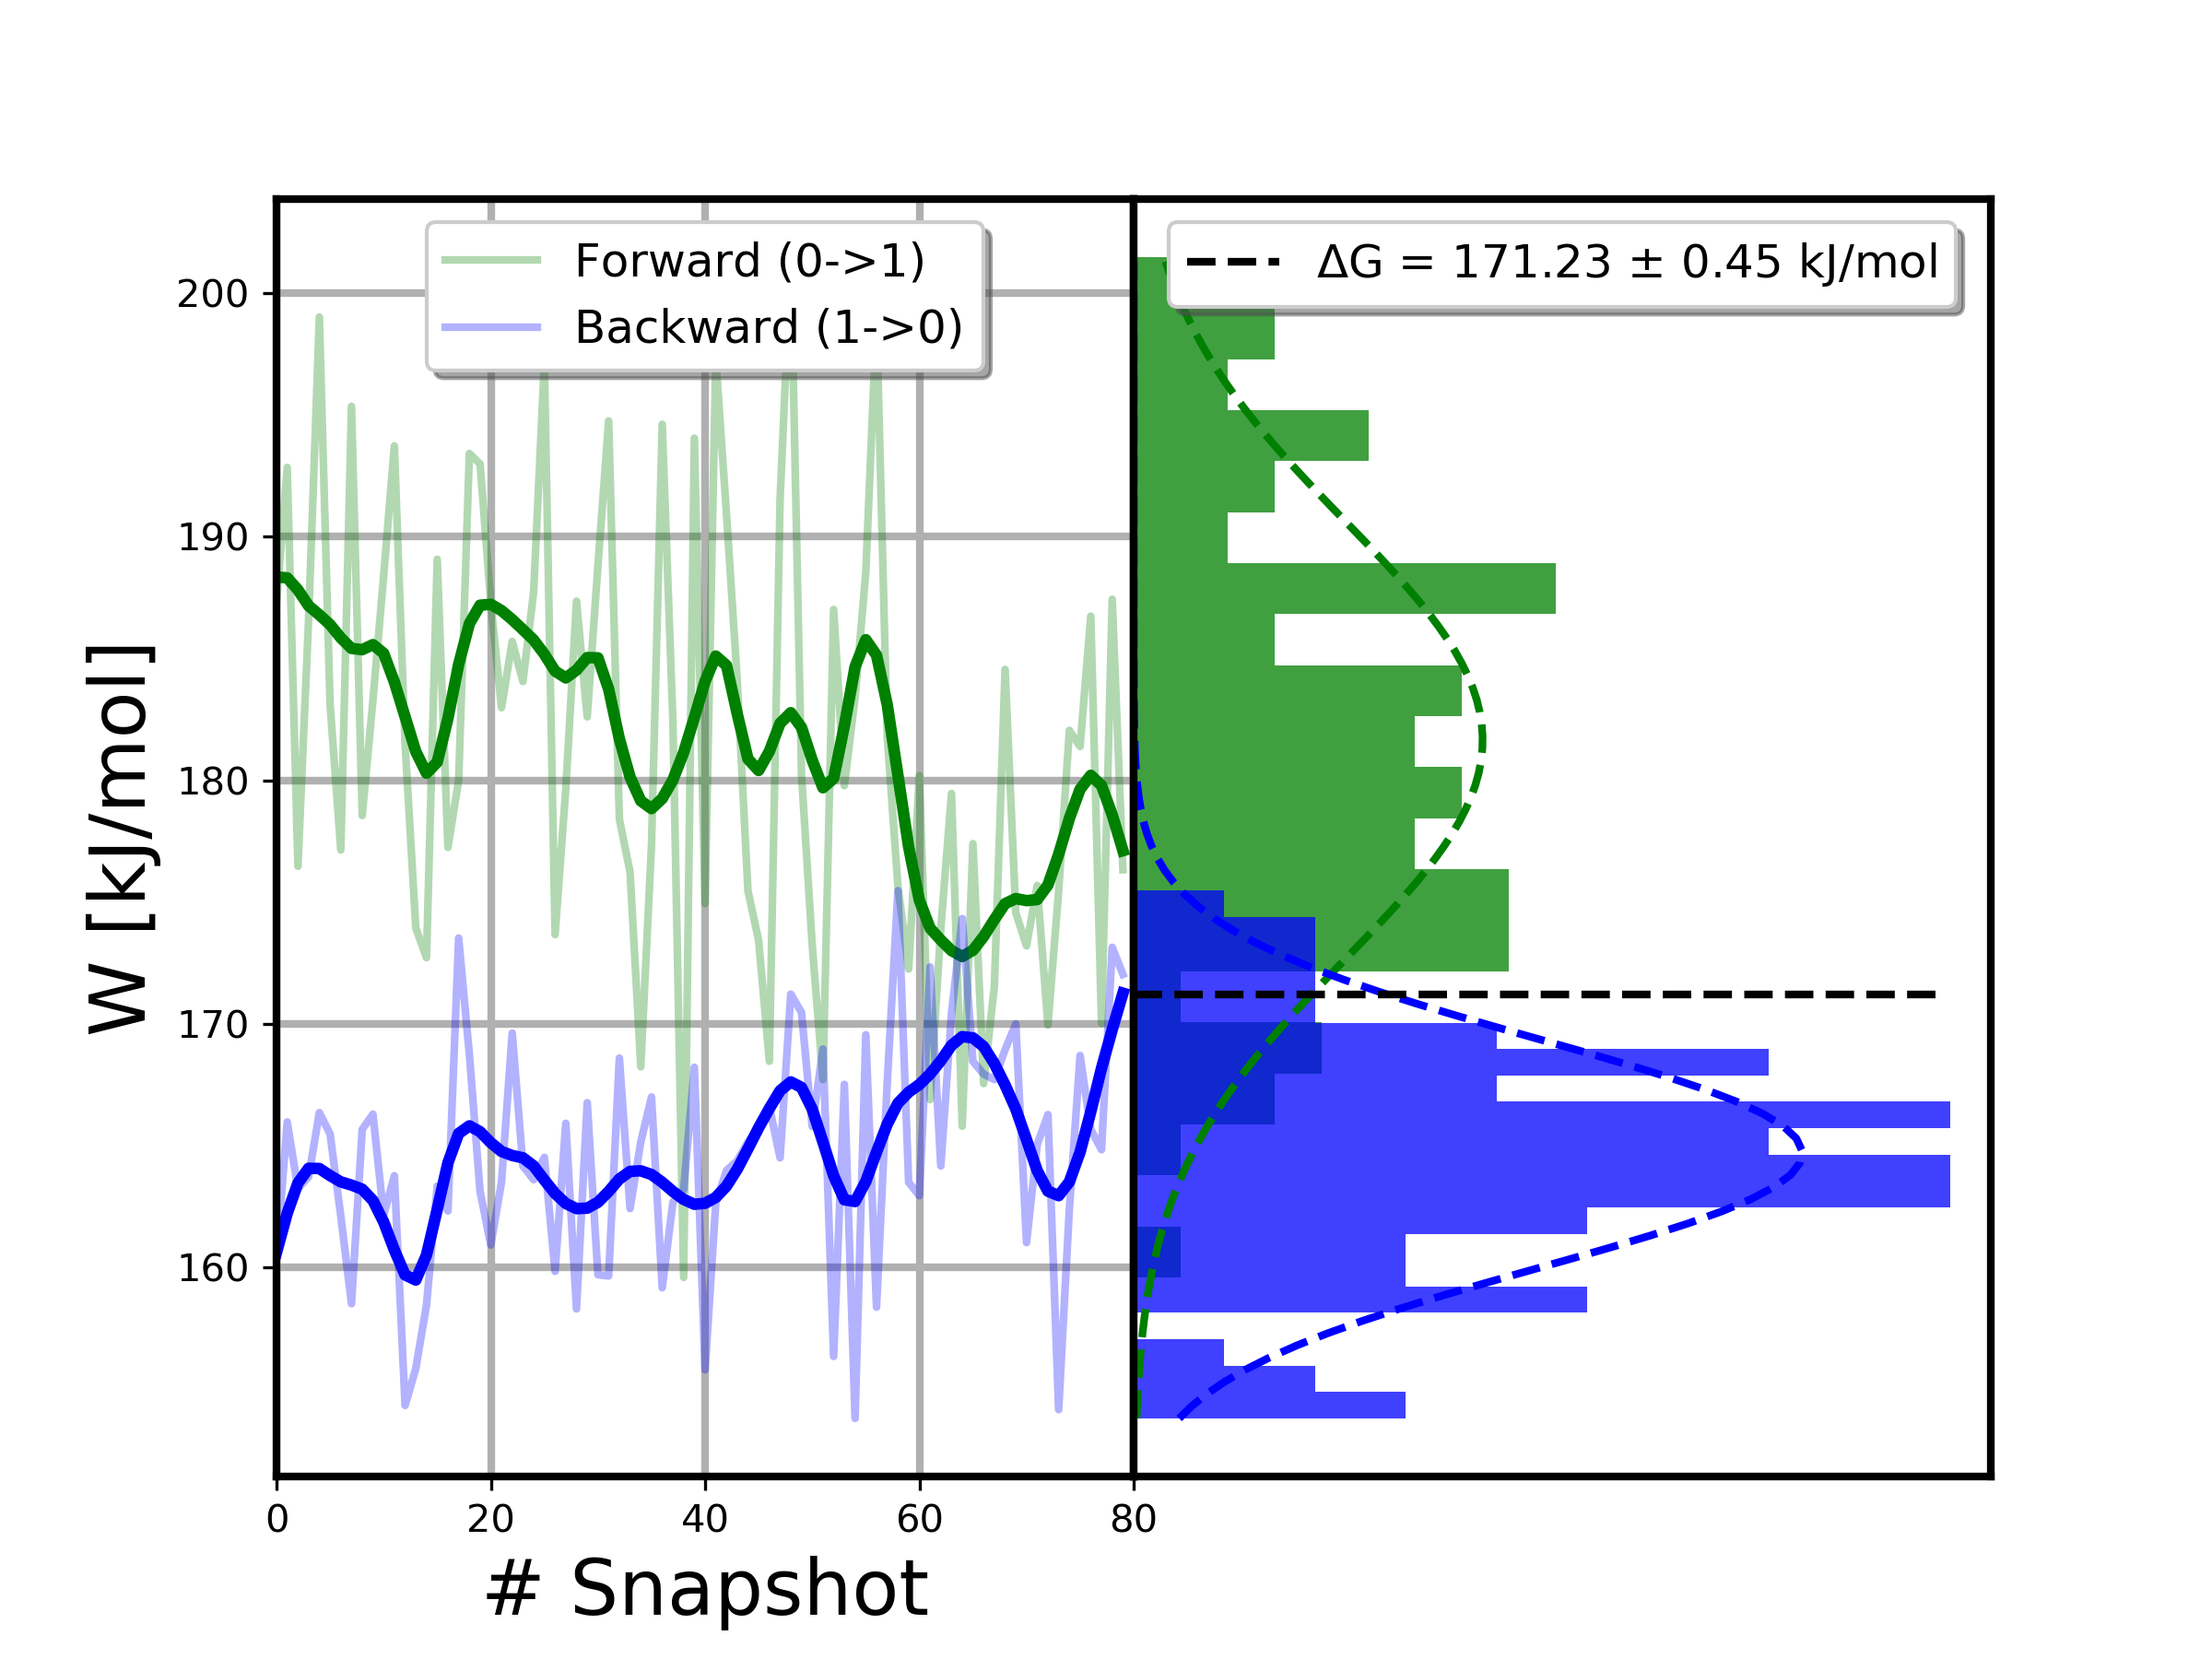 Forward (0->1)
Backward (1->0)
ΔG = 171.23 ± 0.45 kJ/mol
200
190
180
170
160
W [kJ/mol]
0
20
40
60
80
# Snapshot